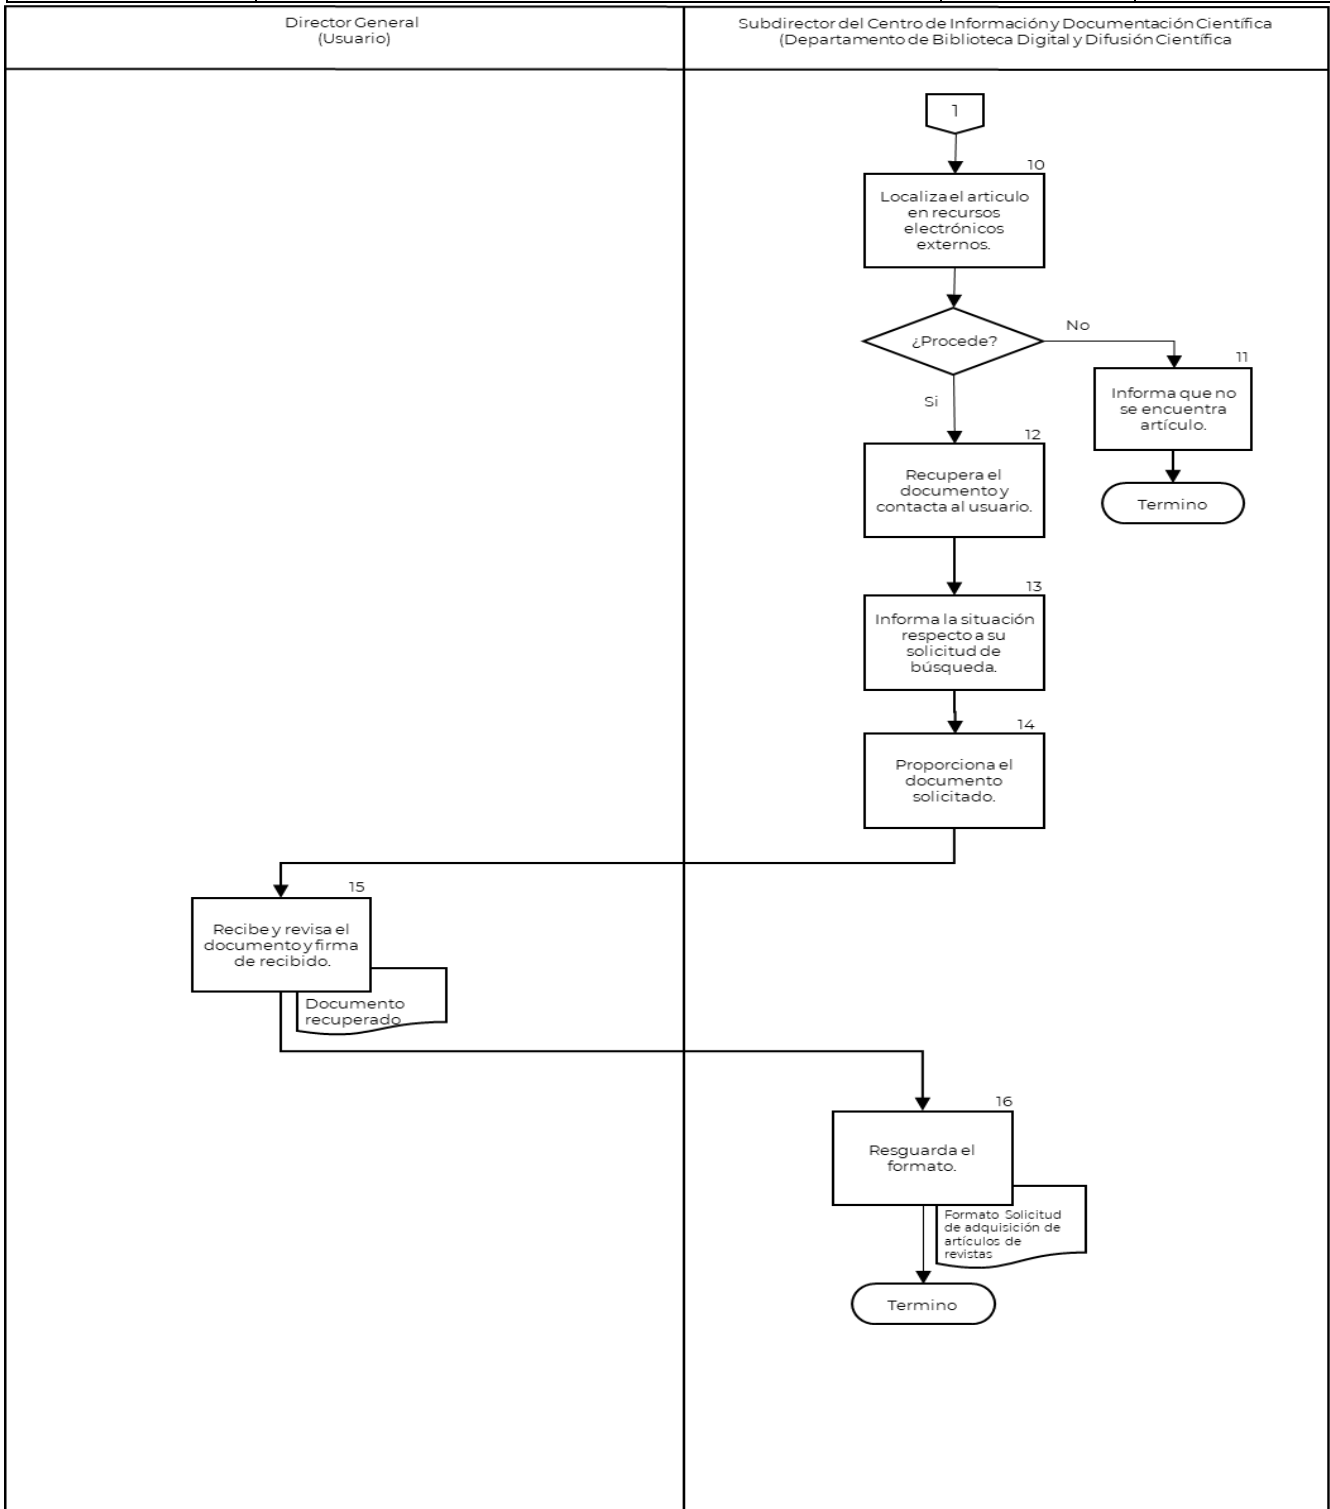 Director General
(Usuario)
Subdirector del Centro de Información y Documentación Científica
(Departamento de Biblioteca Digital y Difusión Científica
1
10
Localiza el articulo
en recursos
electrónicos
externos.
¿Procede?
No
11
Informa que no
se encuentra
artículo.
Termino
Si
12
Recupera el
documento y
contacta al usuario.
13
Informa la situación
respecto a su
solicitud de
búsqueda.
14
Proporciona el
documento
solicitado.
15
Recibe y revisa el
documento y firma
de recibido.
Documento
recuperado
16
Resguarda el
formato.
Formato Solicitud
de adquisición de
artículos de
revistas
Termino